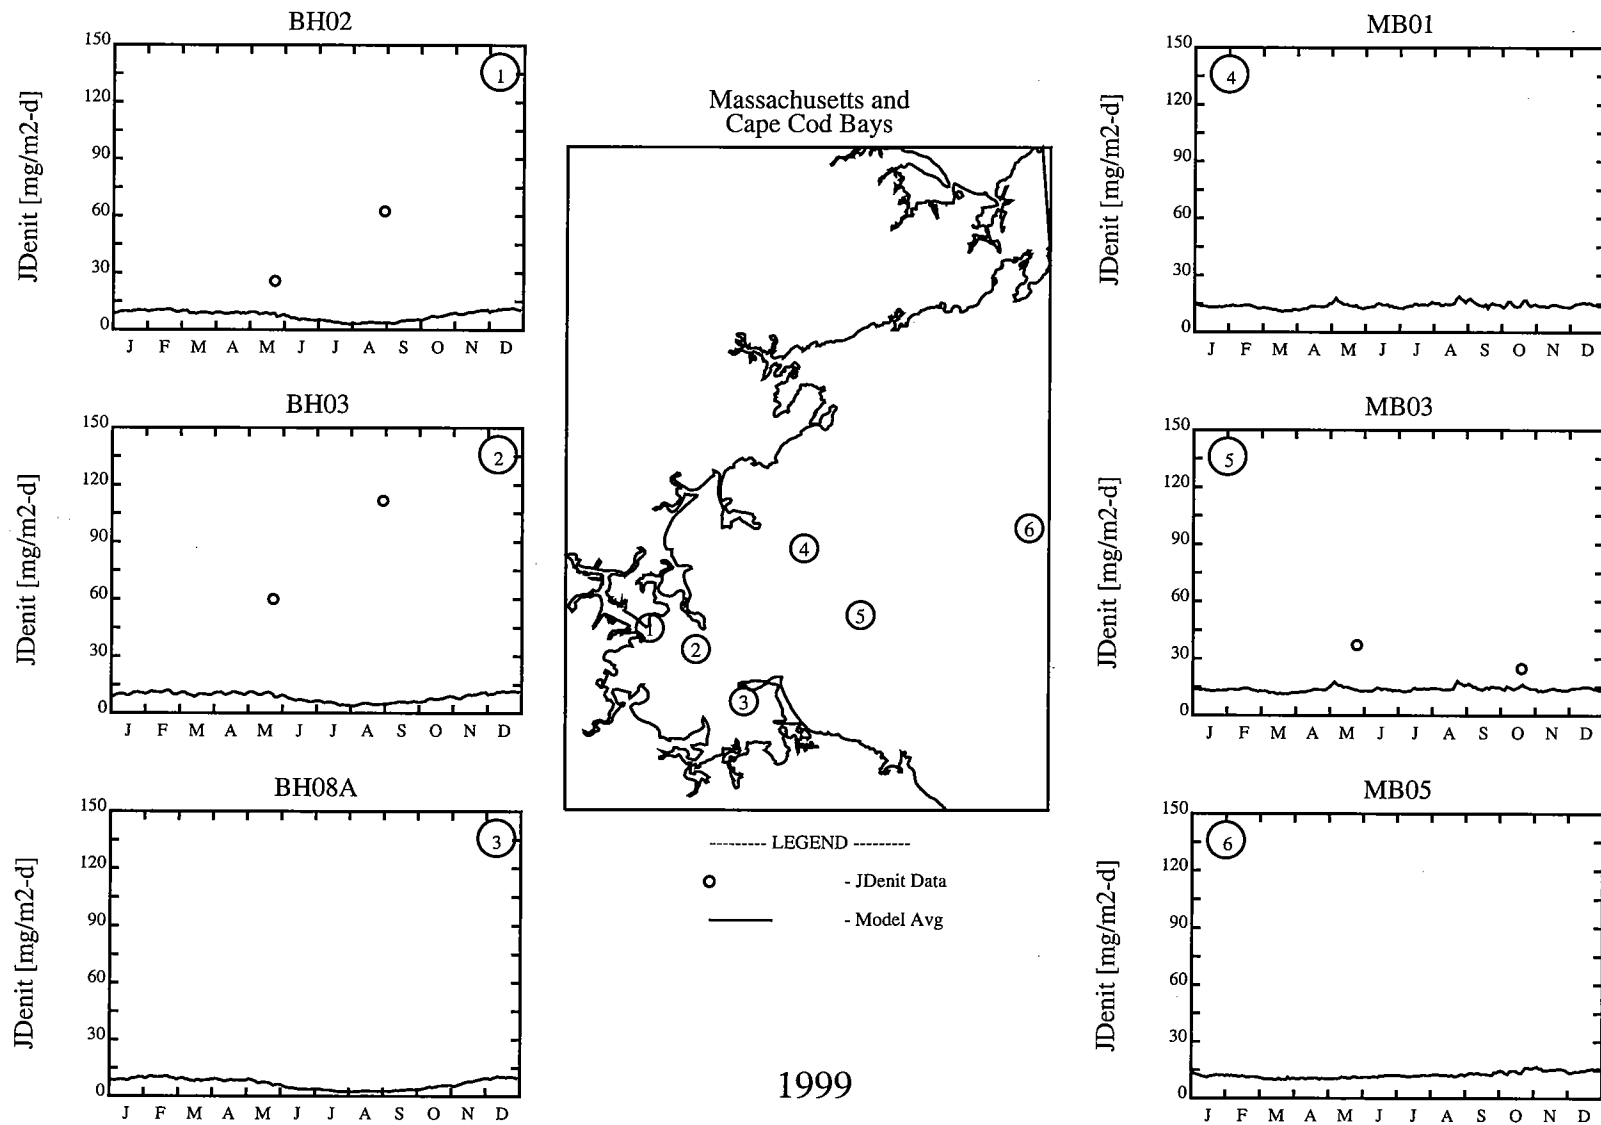 BH02
150
120
90
60
30
0
JDenit [mg/m2-d]
1
J F M A M J J A S O N D
BH03
150
120
90
60
30
0
JDenit [mg/m2-d]
2
J F M A M J J A S O N D
BH08A
150
120
90
60
30
0
JDenit [mg/m2-d]
3
J F M A M J J A S O N D
Massachusetts and
Cape Cod Bays
6
4
5
1
2
3
------- LEGEND -------
- JDenit Data
- Model Avg
1999
MB01
150
120
90
60
30
0
JDenit [mg/m2-d]
4
J F M A M J J A S O N D
MB03
150
120
90
60
30
0
JDenit [mg/m2-d]
5
J F M A M J J A S O N D
MB05
150
120
90
60
30
0
JDenit [mg/m2-d]
6
J F M A M J J A S O N D